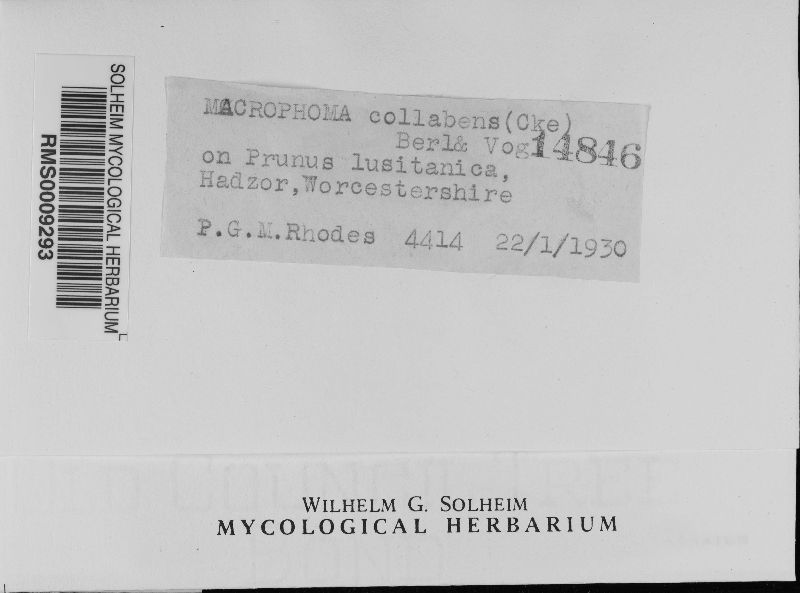 SOLHEIM MYCOLOGICAL HERBARIUM
RMS0009293
MACROPHOMA collabens(Cke)
Berl& Vog
14846
on Prunus lusitanica,
Hadzor,Worcestershire
P.G.M.Rhodes 4414 22/1/1930
WILHELM G. SOLHEIM
MYCOLOGICAL HERBARIUM